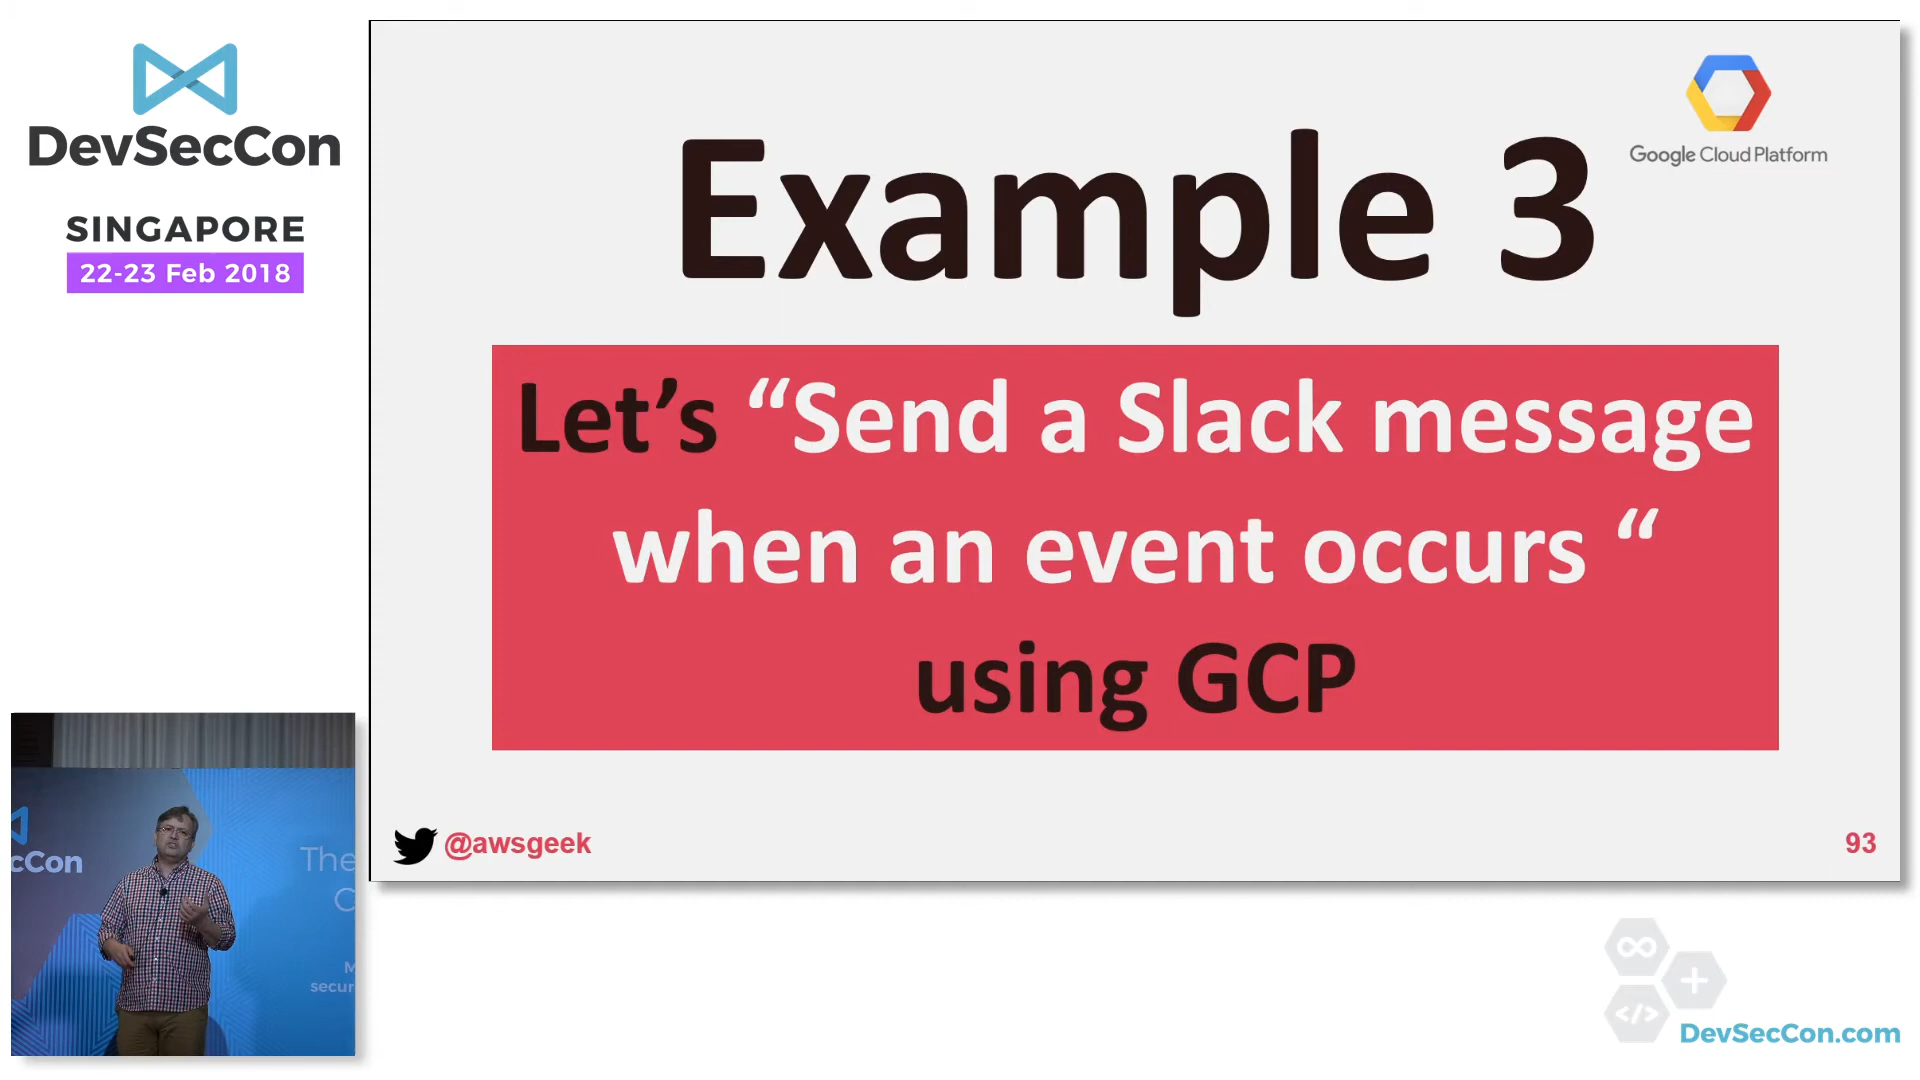 DevSecCon
SINGAPORE
22-23 Feb 2018
Google Cloud Platform
Example 3
Let’s “Send a Slack message
when an event occurs “
using GCP
@awsgeek
93
cCon
The
C
M
secur
DevSecCon.com